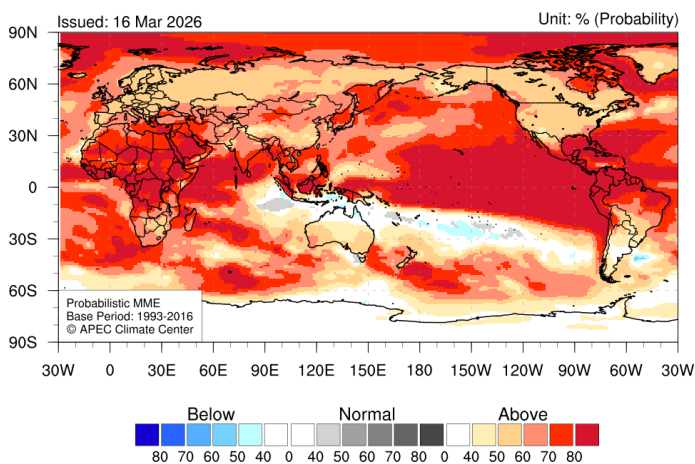 Issued: 16 Mar 2026
Unit: % (Probability)
90N
60N
30N
0
30S
60S
90S
Probabilistic MME
Base Period: 1993-2016
© APEC Climate Center
30W 0 30E 60E 90E 120E 150E 180E 150W 120W 90W 60W 30W
Below Normal Above
80 70 60 50 40 0 40 50 60 70 80 0 40 50 60 70 80